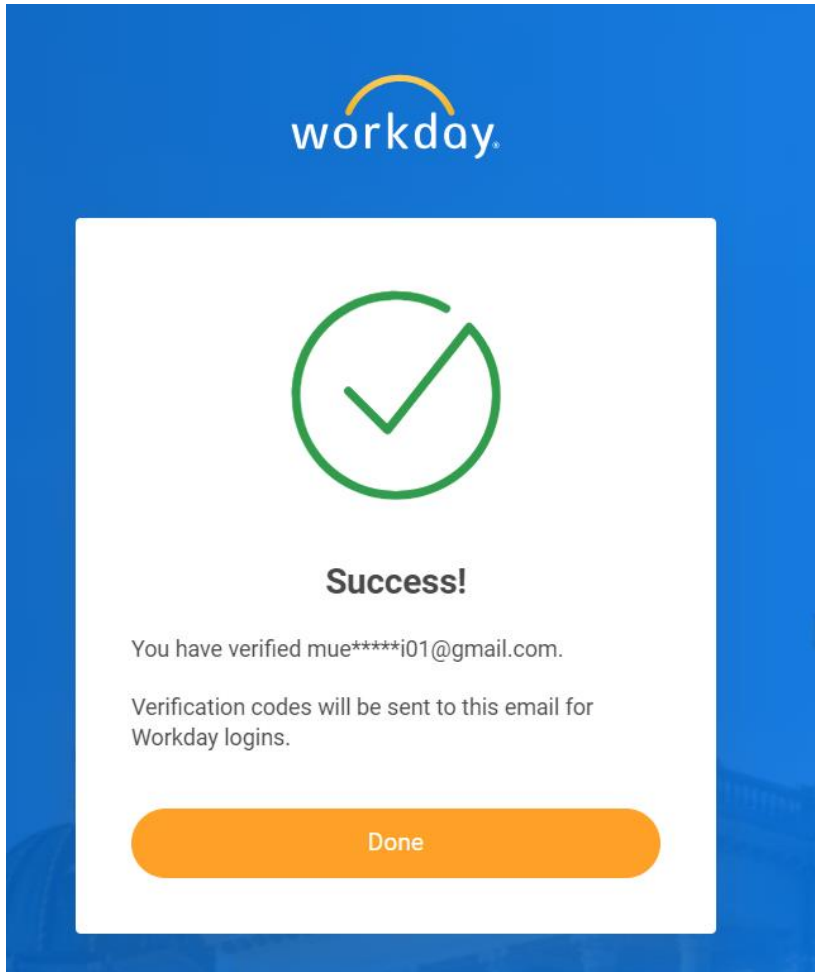 workday.
Success!
You have verified mue*****i01@gmail.com.
Verification codes will be sent to this email for
Workday logins.
Done